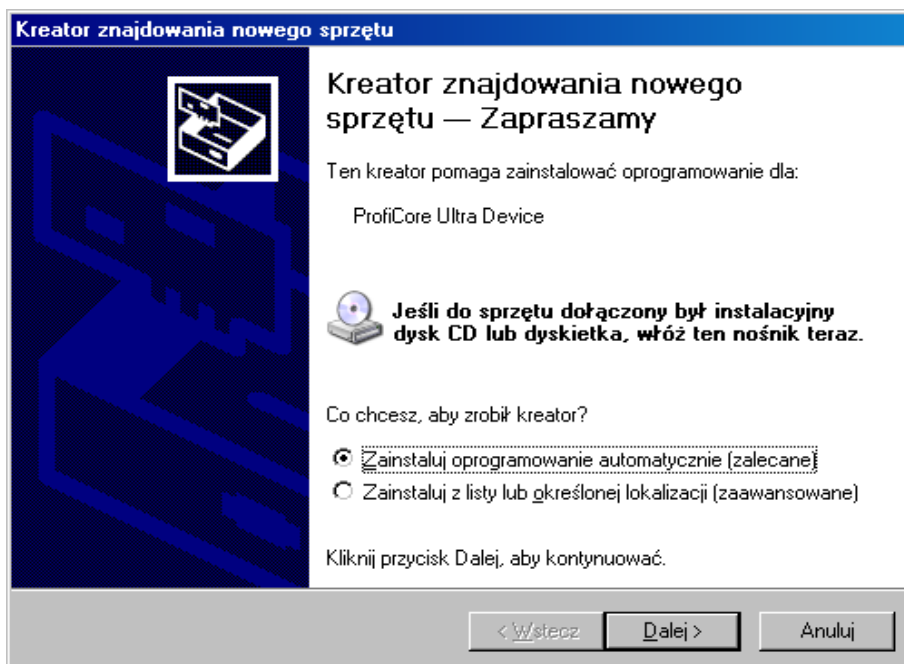 Kreator znajdowania nowego sprzętu
Kreator znajdowania nowego
sprzętu — Zapraszamy
Ten kreator pomaga zainstalować oprogramowanie dla:
ProfiCore Ultra Device
Jeśli do sprzętu dołączony był instalacyjny
dysk CD lub dyskietka, włóż ten nośnik teraz.
Co chcesz, aby zrobił kreator?
Zainstaluj oprogramowanie automatycznie (zalecane)
Zainstaluj z listy lub określonej lokalizacji (zaawansowane)
Kliknij przycisk Dalej, aby kontynuować.
< Wstecz Dalej > Anuluj